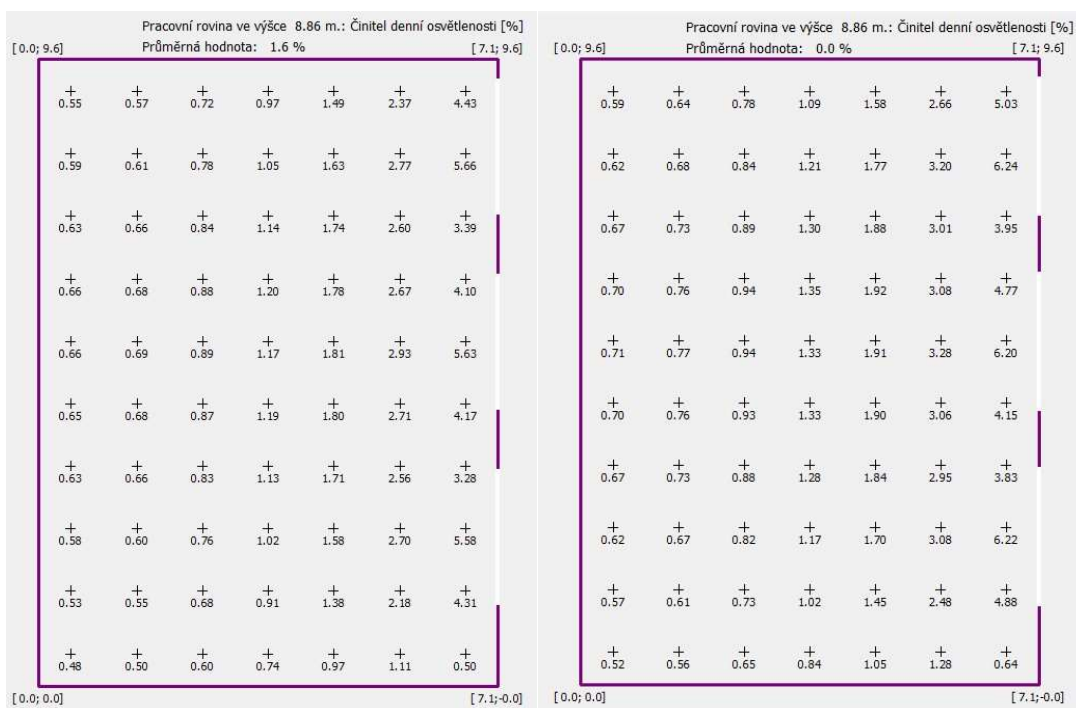 Pracovní rovina ve výšce 8.86 m.: Činitel denní osvětlenosti [%]
[ 0.0; 9.6] Průměrná hodnota: 1.6 % [ 7.1; 9.6]
0.55 0.57 0.72 0.97 1.49 2.37 4.43
0.59 0.61 0.78 1.05 1.63 2.77 5.66
0.63 0.66 0.84 1.14 1.74 2.60 3.39
0.66 0.68 0.88 1.20 1.78 2.67 4.10
0.66 0.69 0.89 1.17 1.81 2.93 5.63
0.65 0.68 0.87 1.19 1.80 2.71 4.17
0.63 0.66 0.83 1.13 1.71 2.56 3.28
0.58 0.60 0.76 1.02 1.58 2.70 5.58
0.53 0.55 0.68 0.91 1.38 2.18 4.31
0.48 0.50 0.60 0.74 0.97 1.11 0.50
[ 0.0; 0.0] [ 7.1;-0.0]
Pracovní rovina ve výšce 8.86 m.: Činitel denní osvětlenosti [%]
[ 0.0; 9.6] Průměrná hodnota: 0.0 % [ 7.1; 9.6]
0.59 0.64 0.78 1.09 1.58 2.66 5.03
0.62 0.68 0.84 1.21 1.77 3.20 6.24
0.67 0.73 0.89 1.30 1.88 3.01 3.95
0.70 0.76 0.94 1.35 1.92 3.08 4.77
0.71 0.77 0.94 1.33 1.91 3.28 6.20
0.70 0.76 0.93 1.33 1.90 3.06 4.15
0.67 0.73 0.88 1.28 1.84 2.95 3.83
0.62 0.67 0.82 1.17 1.70 3.08 6.22
0.57 0.61 0.73 1.02 1.45 2.48 4.88
0.52 0.56 0.65 0.84 1.05 1.28 0.64
[ 0.0; 0.0] [ 7.1;-0.0]